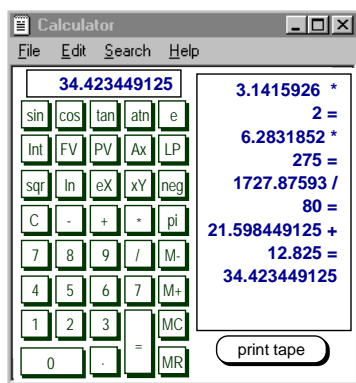 Calculator
File Edit Search Help
34.423449125
sin cos tan atn e
Int FV PV Ax LP
sqr ln eX xY neg
C - + * pi
7 8 9 / M-
4 5 6 7 M+
1 2 3 = MC
0 . MR
3.1415926 *
2 =
6.2831852 *
275 =
1727.87593 /
80 =
21.598449125 +
12.825 =
34.423449125
print tape